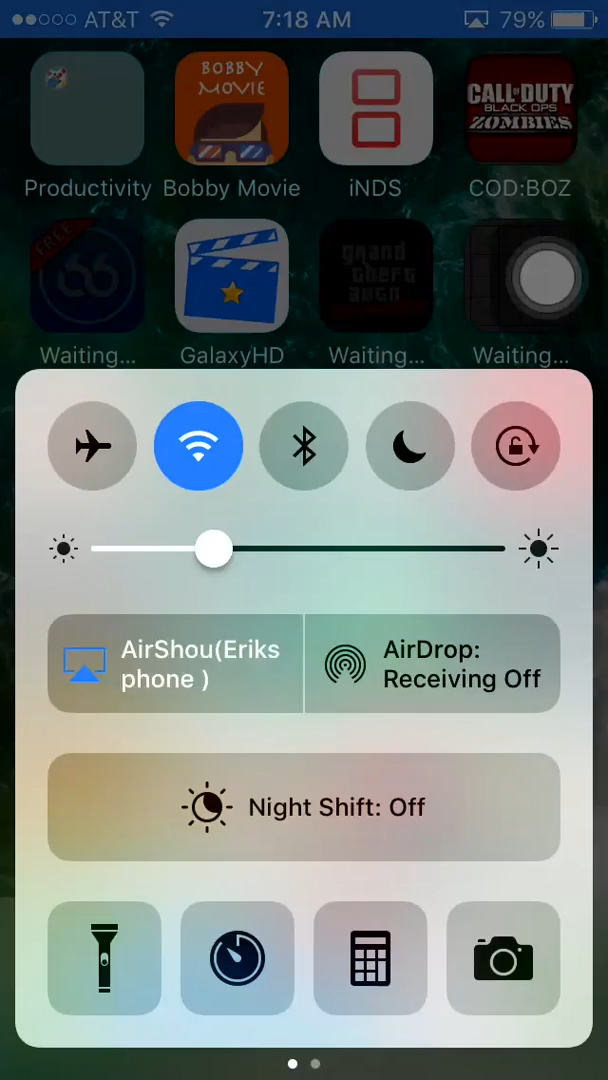 AT&T 7:18 AM 79%
BOBBY
MOVIE
CALL OF DUTY
BLACK OPS
ZOMBIES
Productivity Bobby Movie iNDS COD:BOZ
FREE
grand
theft
auto
Waiting... GalaxyHD Waiting... Waiting...
AirShou(Eriks
phone )
AirDrop:
Receiving Off
Night Shift: Off